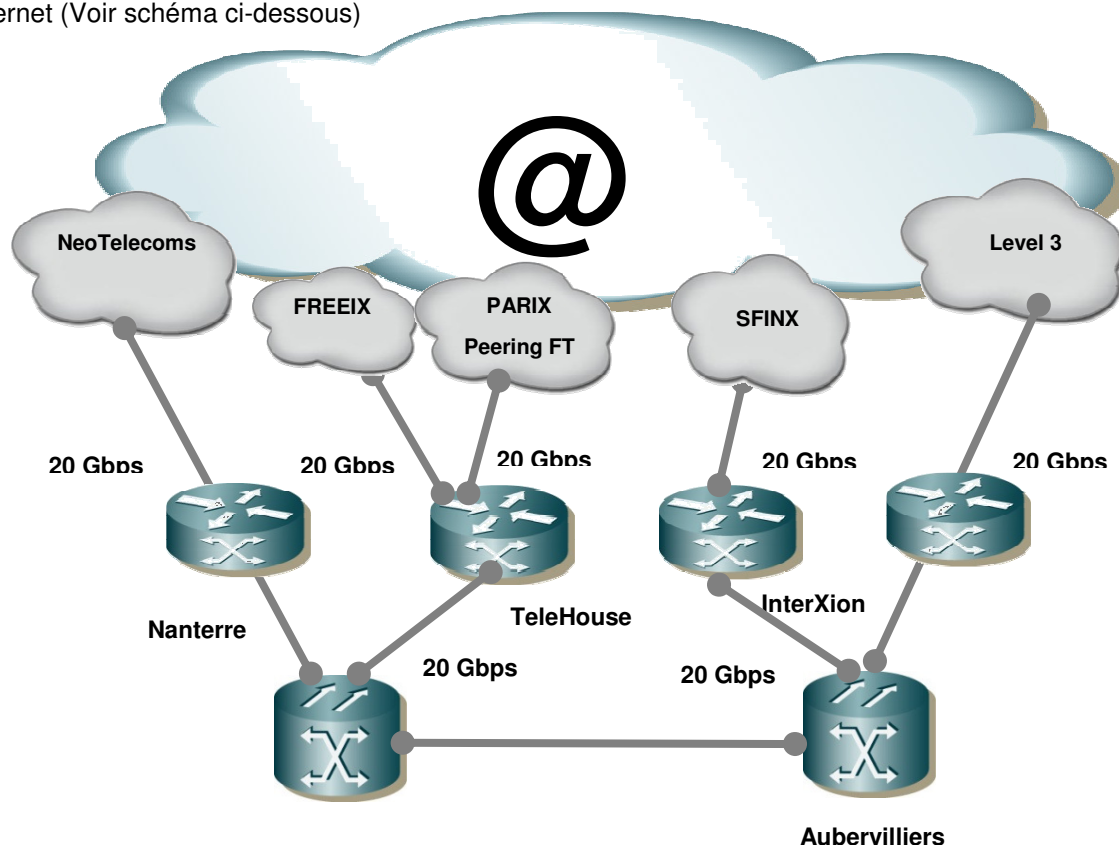 ernet (Voir schéma ci-dessous)
@
NeoTelecoms
Level 3
FREEIX
PARIX
Peering FT
SFINX
20 Gbps
20 Gbps
20 Gbps
20 Gbps
20 Gbps
Nanterre
TeleHouse
InterXion
20 Gbps
20 Gbps
Aubervilliers